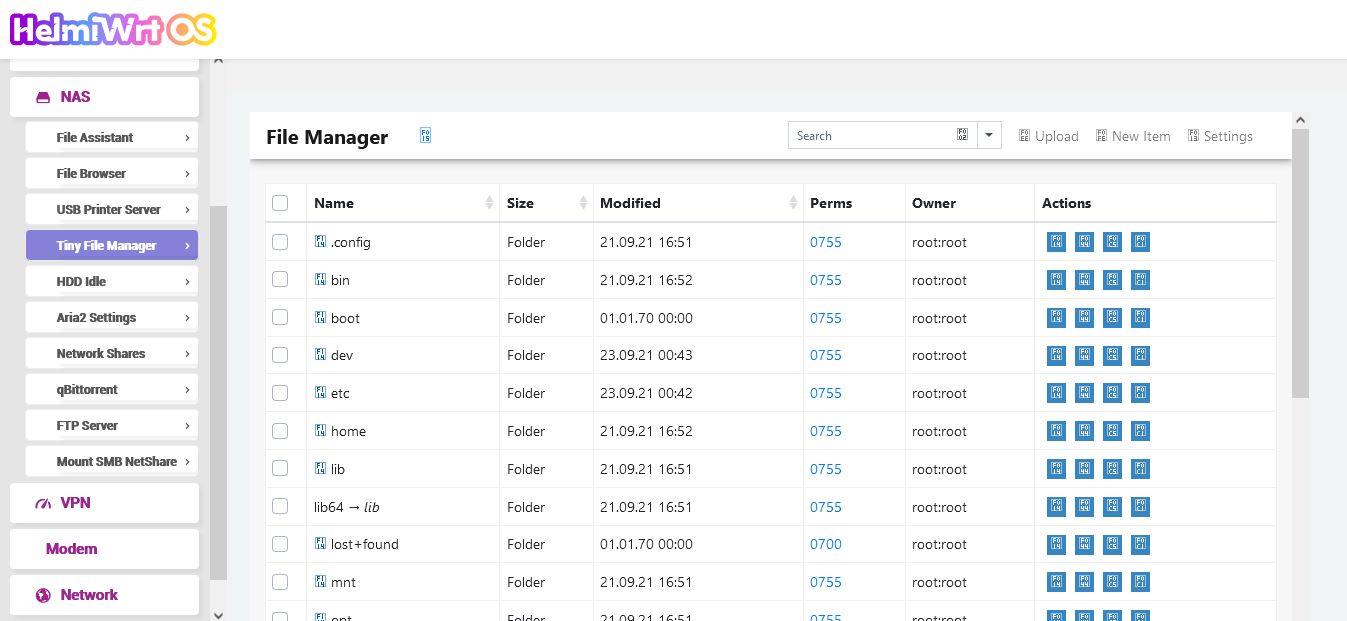 HelmiWrt OS
NAS
File Assistant
File Browser
USB Printer Server
Tiny File Manager
HDD Idle
Aria2 Settings
Network Shares
qBittorrent
FTP Server
Mount SMB NetShare
VPN
Modem
Network
File Manager
Search
Upload
New Item
Settings
Name Size Modified Perms Owner Actions
.config Folder 21.09.21 16:51 0755 root:root
bin Folder 21.09.21 16:52 0755 root:root
boot Folder 01.01.70 00:00 0755 root:root
dev Folder 23.09.21 00:43 0755 root:root
etc Folder 23.09.21 00:42 0755 root:root
home Folder 21.09.21 16:52 0755 root:root
lib Folder 21.09.21 16:51 0755 root:root
lib64 → lib Folder 21.09.21 16:51 0755 root:root
lost+found Folder 01.01.70 00:00 0700 root:root
mnt Folder 21.09.21 16:51 0755 root:root
opt Folder 21.09.21 16:51 0755 root:root